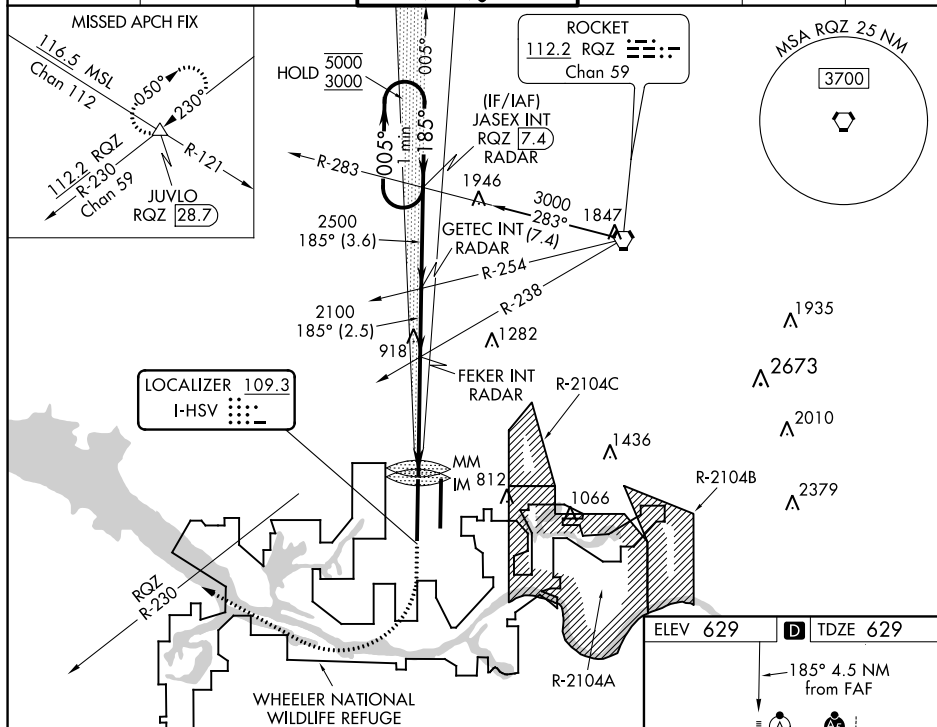 MISSED APCH FIX
116.5 MSL
Chan 112
050°
230°
R-121
112.2 RQZ
R-230
Chan 59
JUVLO
RQZ 28.7
HOLD 5000
3000
005°
005°
1 min
185°
(IF/IAF)
JASEX INT
RQZ 7.4
RADAR
ROCKET
112.2 RQZ
Chan 59
MSA RQZ 25 NM
3700
R-283
1946
3000
283°
(7.4)
1847
2500
185° (3.6)
GETEC INT
RADAR
R-254
R-238
2100
185° (2.5)
918
1282
FEKER INT
RADAR
1935
2673
2010
2379
LOCALIZER 109.3
I-HSV
R-2104C
1436
R-2104B
MM
IM
812
1066
RQZ
R-230
R-2104A
WHEELER NATIONAL
WILDLIFE REFUGE
ELEV 629 D TDZE 629
185° 4.5 NM
from FAF